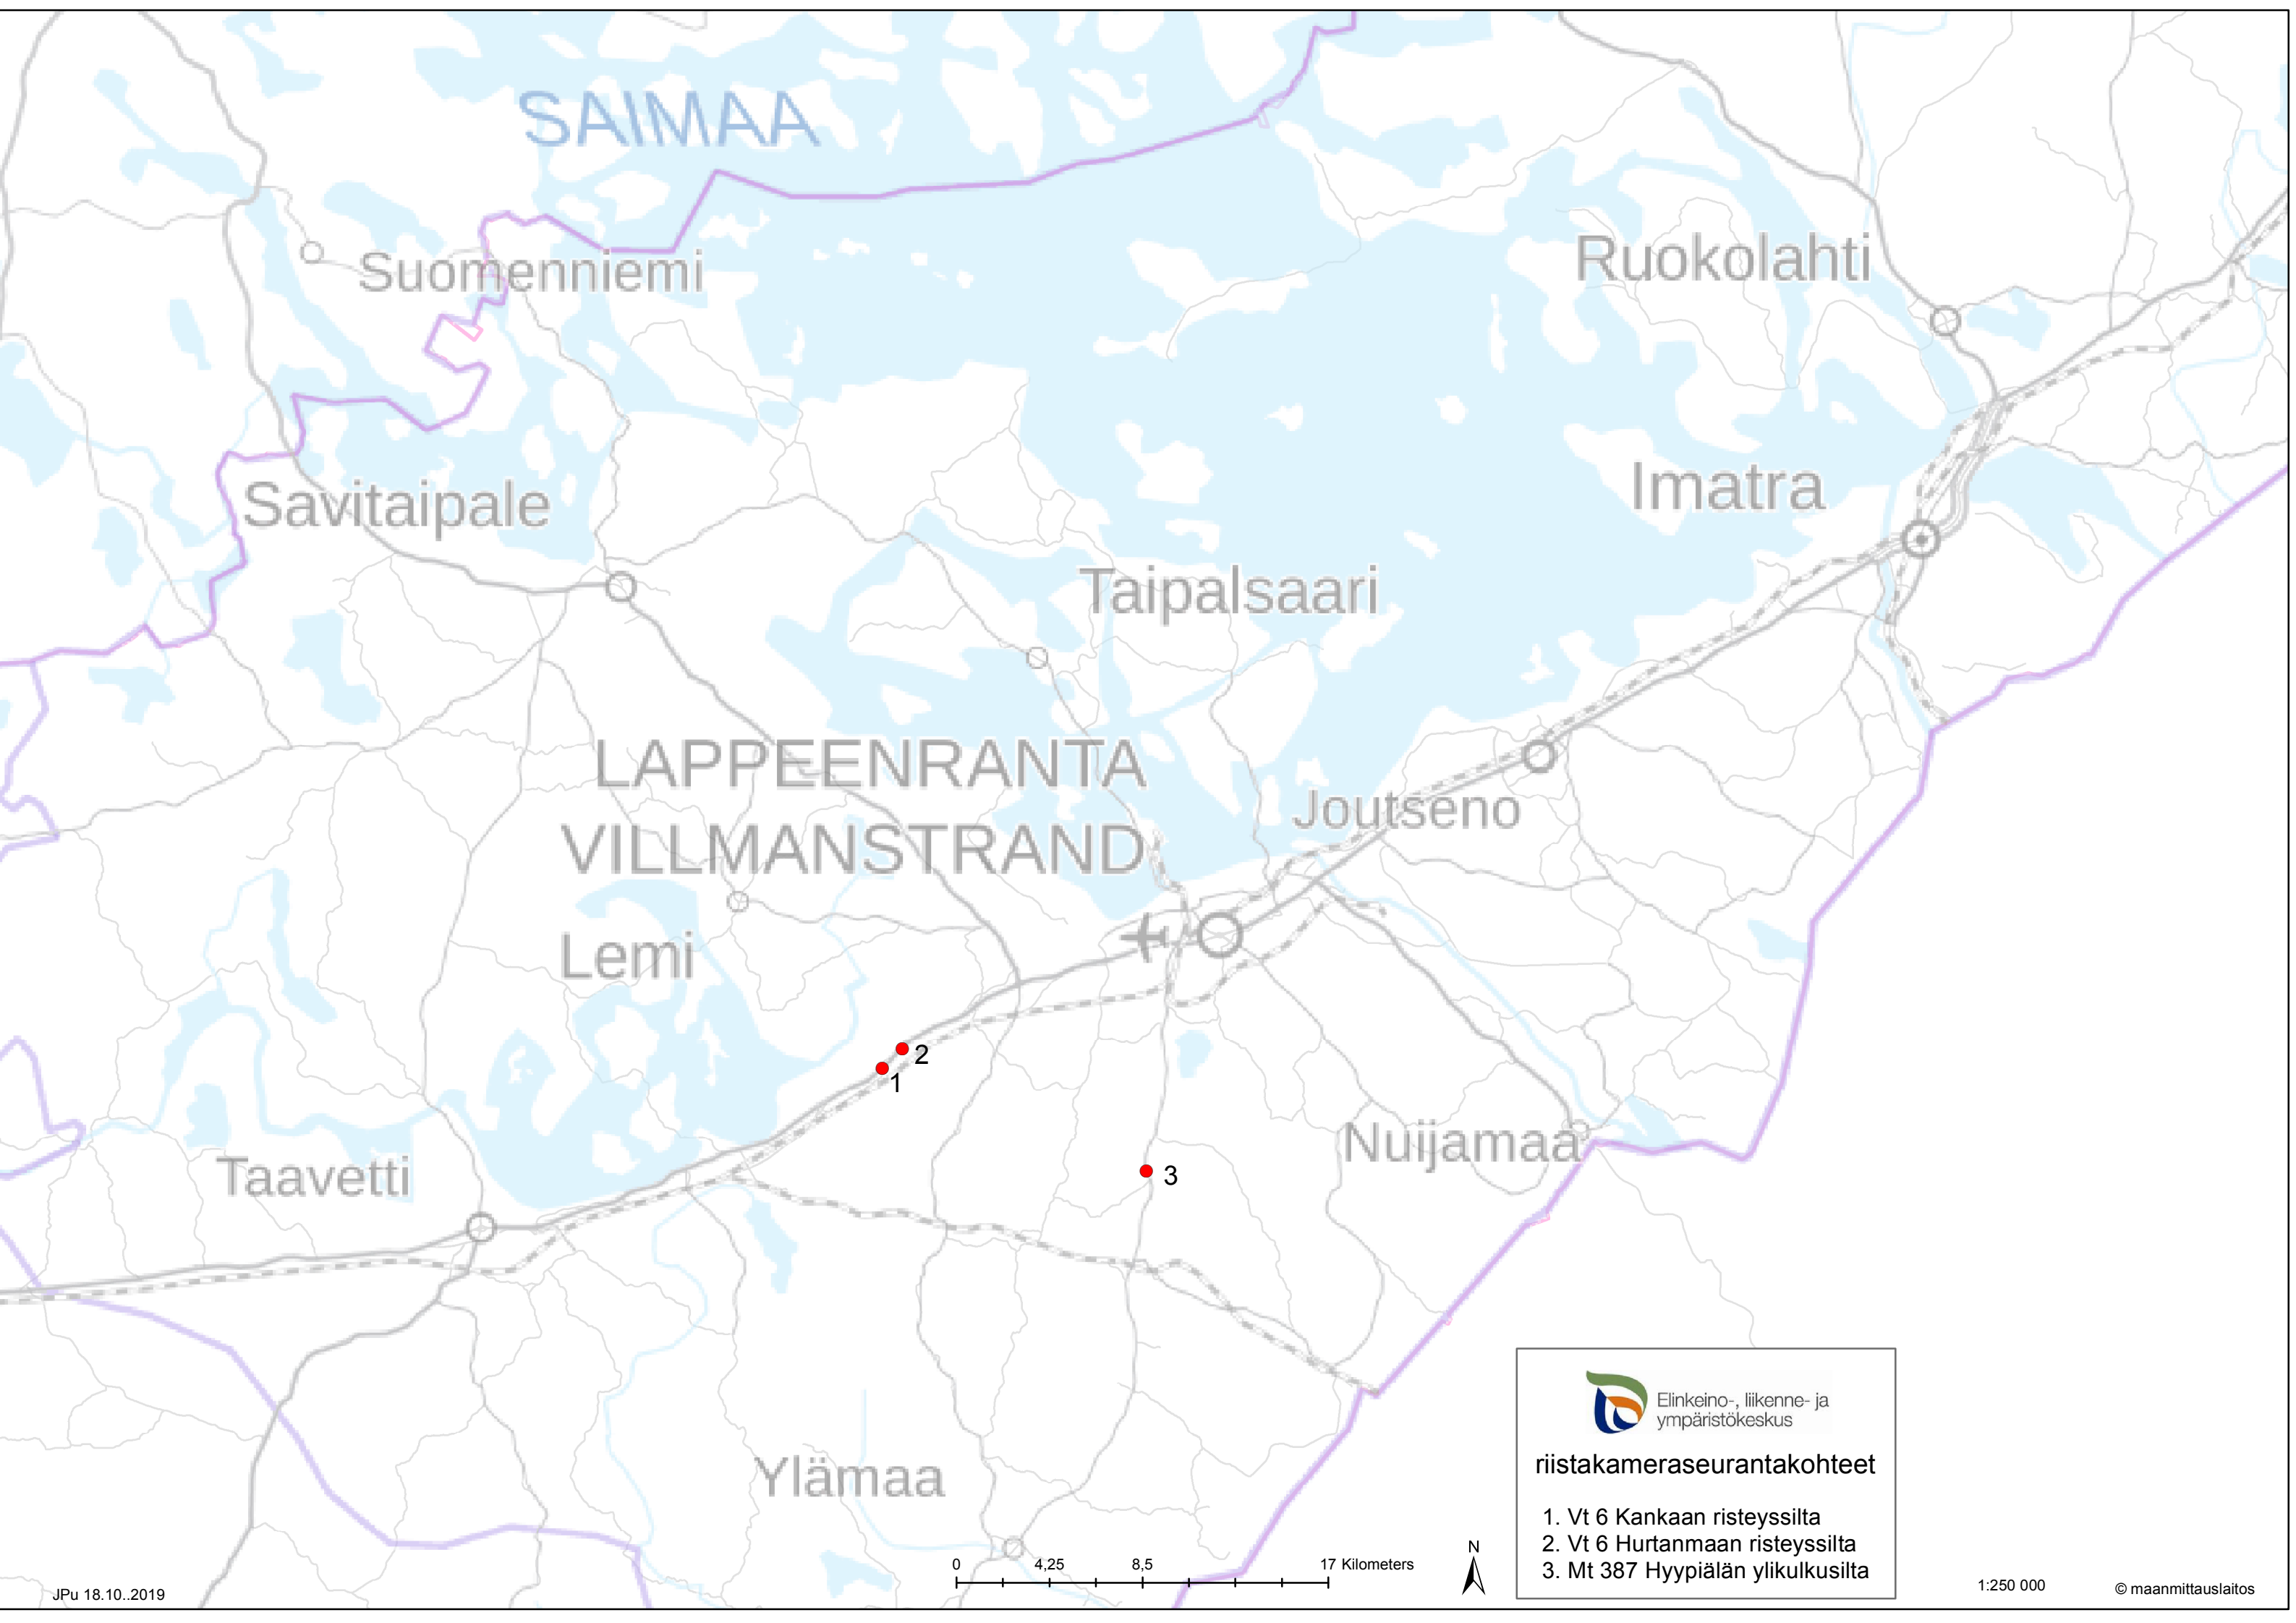 SAIMAA
Suomenniemi
Ruokolahti
Savitaipale
Imatra
Taipalsaari
LAPPEENRANTA
VILLMANSTRAND
Joutseno
Lemi
2
1
Nuijamaa
Taavetti
3
Ylämaa
Elinkeino-, liikenne- ja
ympäristökeskus
riistakameraseurantakohteet
1. Vt 6 Kankaan risteyssilta
2. Vt 6 Hurtanmaan risteyssilta
3. Mt 387 Hyypiälän ylikulkusilta
N
0 4,25 8,5 17 Kilometers
JPu 18.10..2019
1:250 000
© maanmittauslaitos